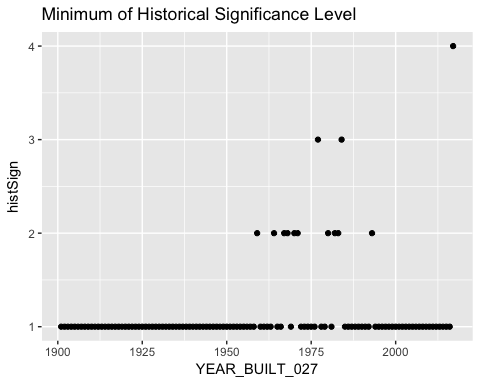 Minimum of Historical Significance Level
4
3
2
1
histSign
1900 1925 1950 1975 2000
YEAR_BUILT_027